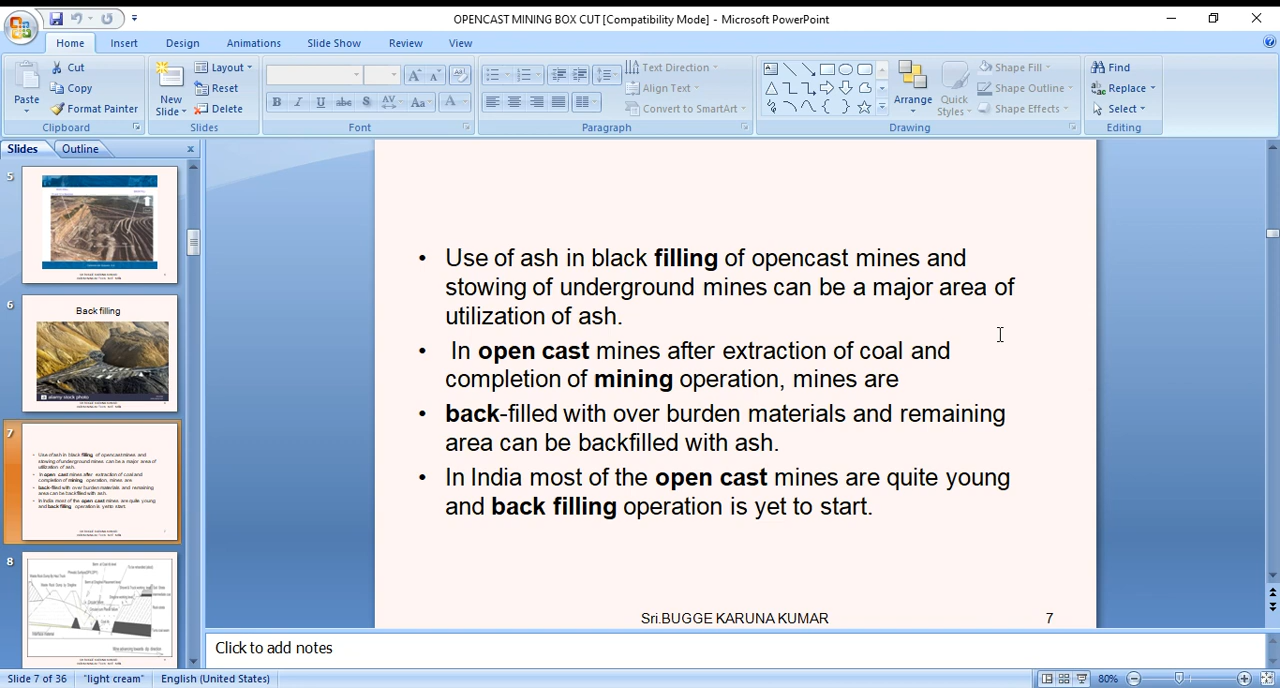 OPENCAST MINING BOX CUT [Compatibility Mode] - Microsoft PowerPoint
Home Insert Design Animations Slide Show Review View
Paste
Cut
Copy
Format Painter
Clipboard
New Slide
Layout
Reset
Delete
Slides
Font
Text Direction
Align Text
Convert to SmartArt
Paragraph
Arrange
Quick Styles
Shape Fill
Shape Outline
Shape Effects
Drawing
Find
Replace
Select
Editing
Slides Outline
5
6
Back filling
alamy stock photo
7
8
• Use of ash in black filling of opencast mines and
stowing of underground mines can be a major area of
utilization of ash.
• In open cast mines after extraction of coal and
completion of mining operation, mines are
• back-filled with over burden materials and remaining
area can be backfilled with ash.
• In India most of the open cast mines are quite young
and back filling operation is yet to start.
Sri.BUGGE KARUNA KUMAR 7
Click to add notes
Slide 7 of 36 "light cream" English (United States) 80%